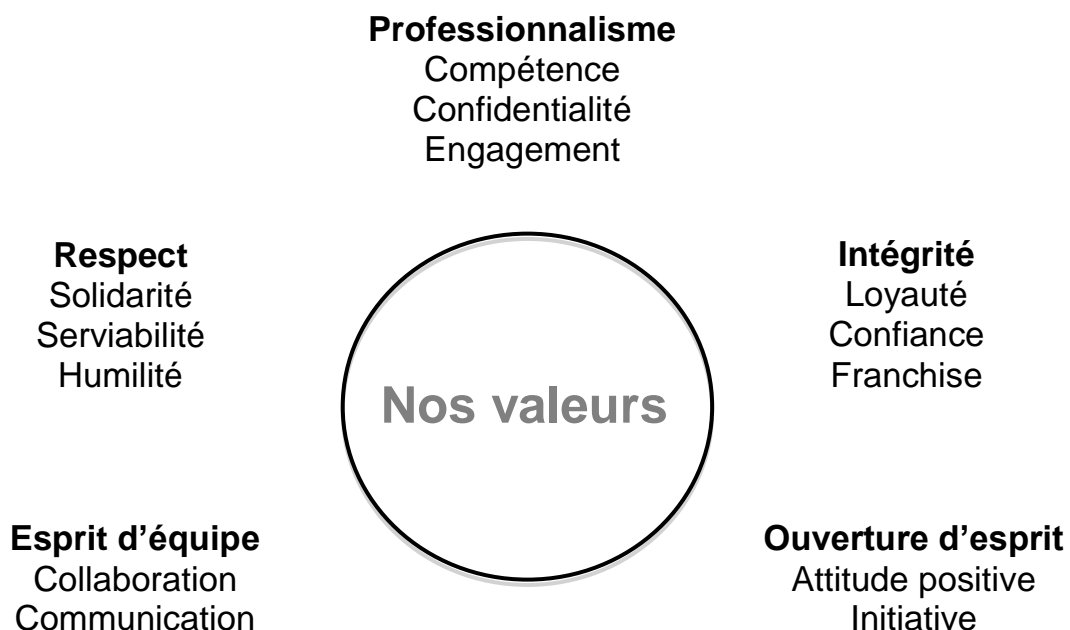 Professionnalisme
Compétence
Confidentialité
Engagement
Respect
Solidarité
Serviabilité
Humilité
Intégrité
Loyauté
Confiance
Franchise
Nos valeurs
Esprit d’équipe
Collaboration
Communication
Ouverture d’esprit
Attitude positive
Initiative